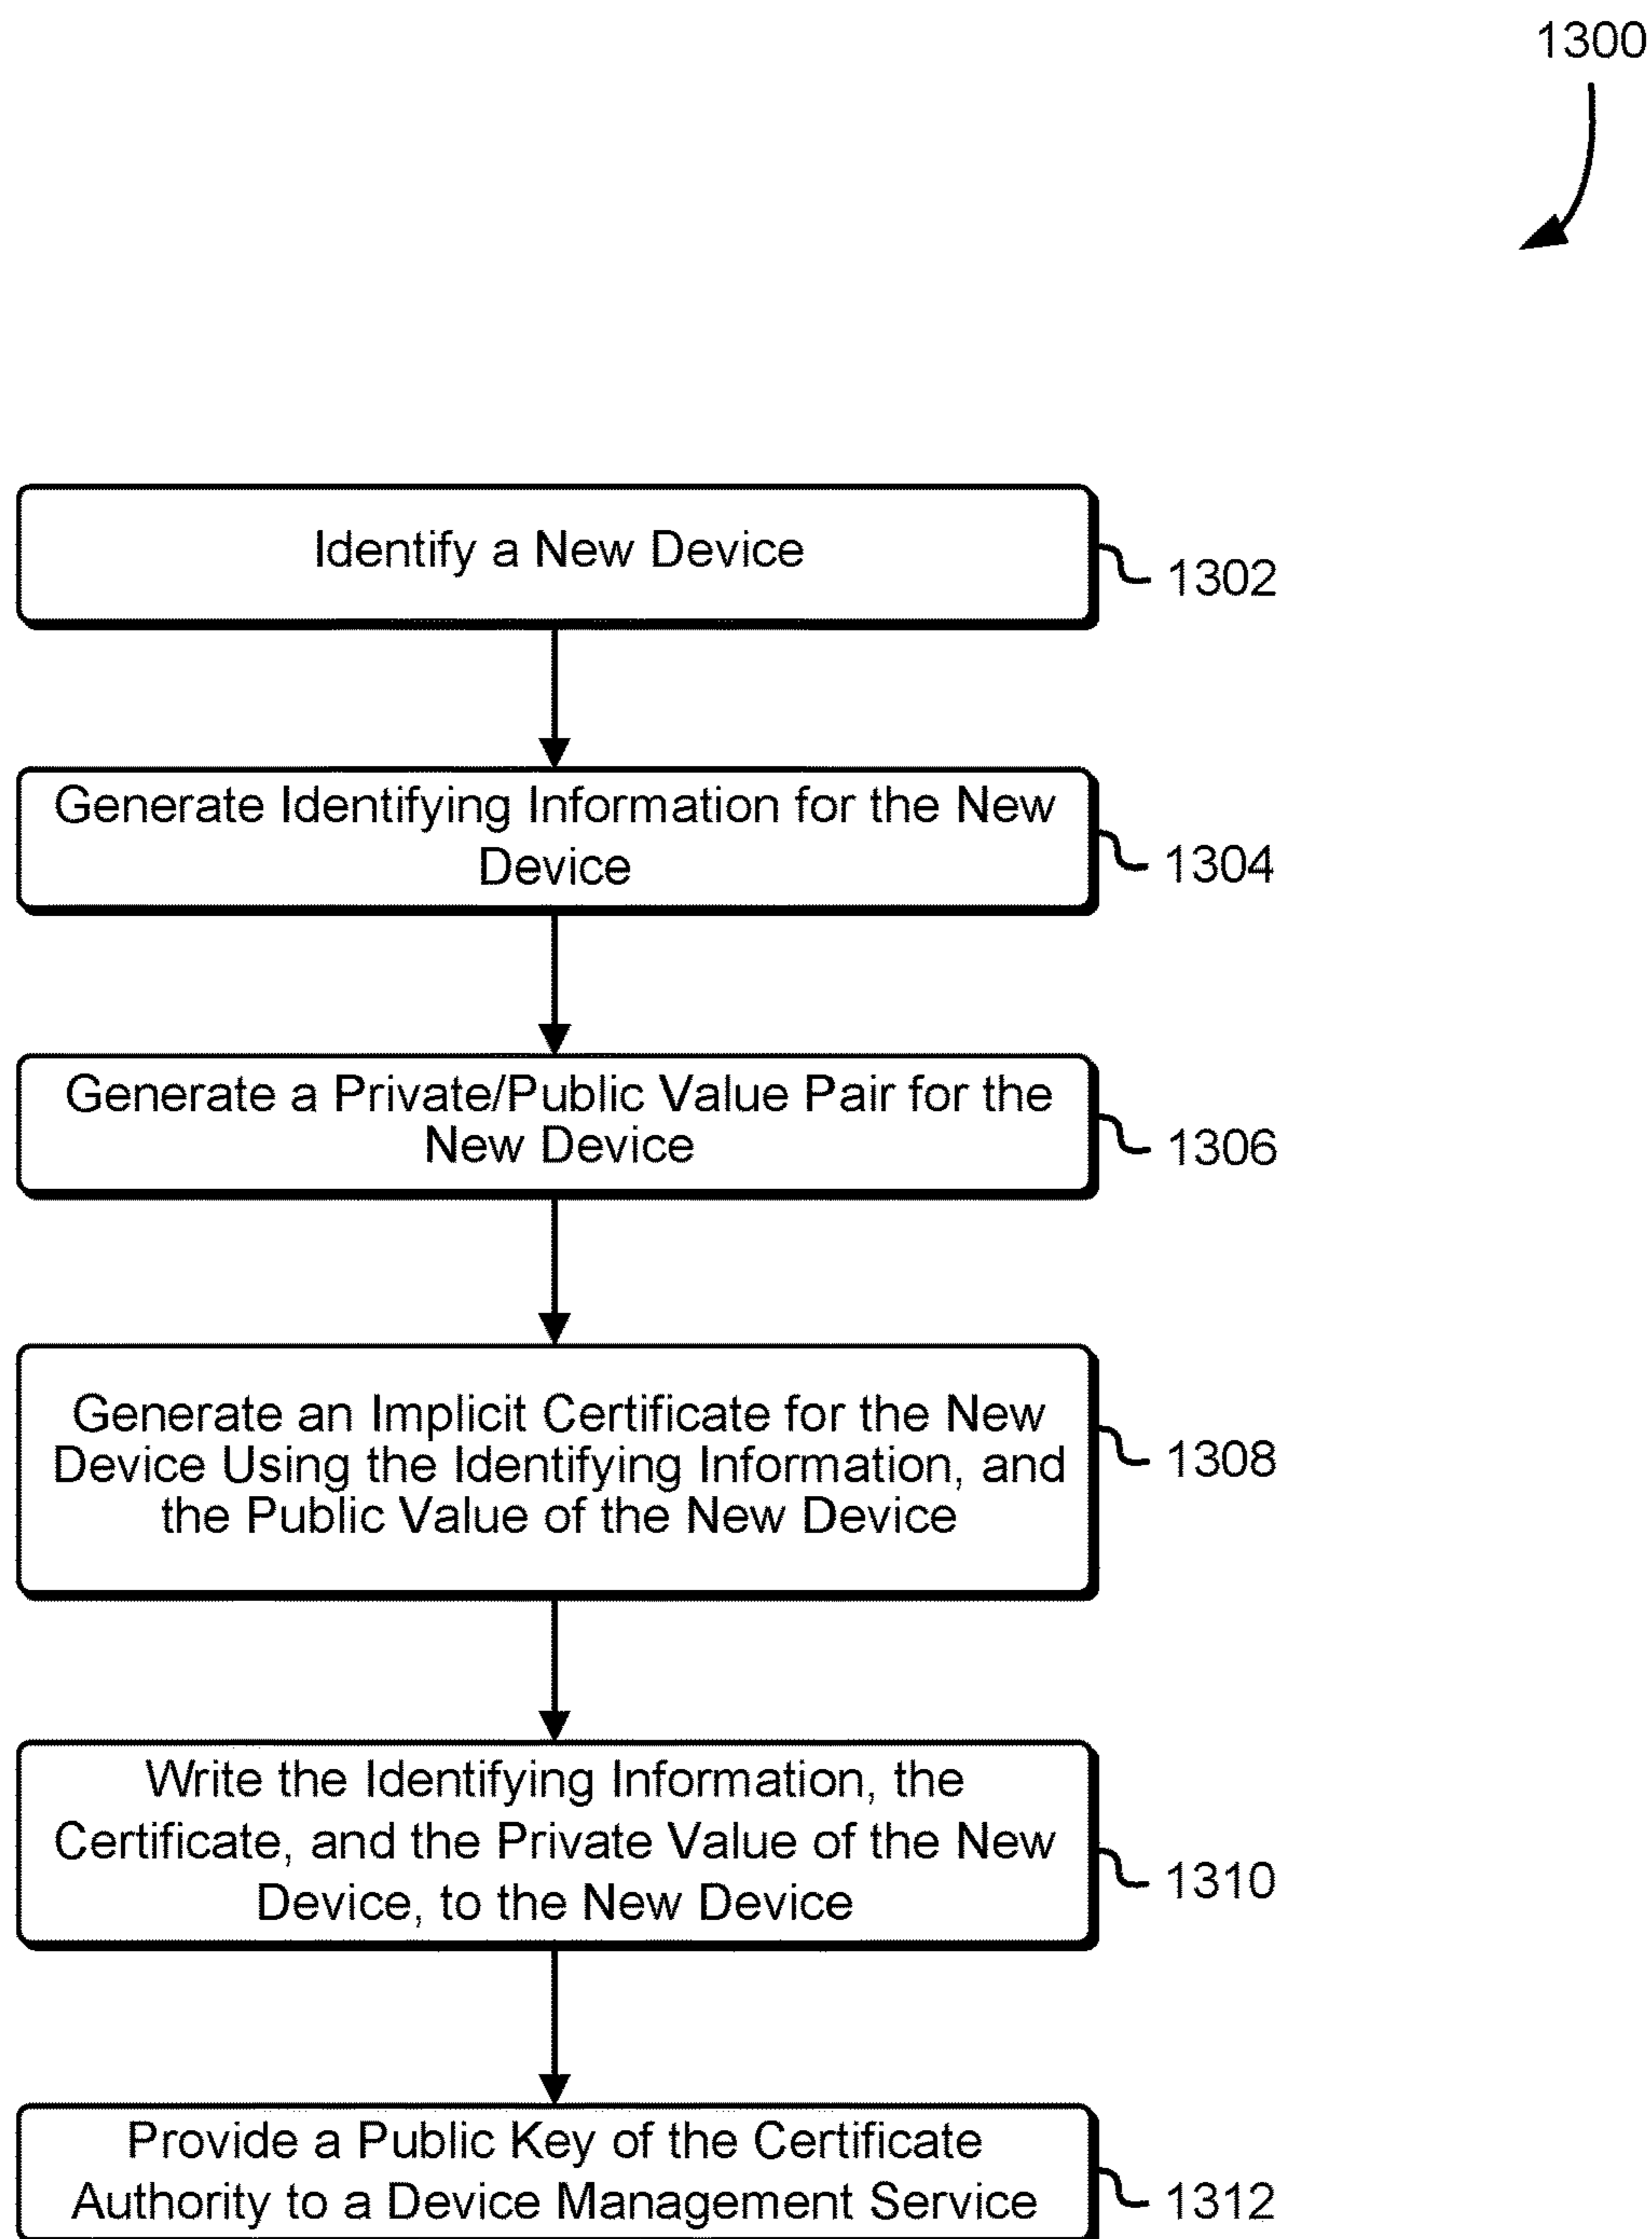 1300
Identify a New Device
1302
Generate Identifying Information for the New
Device
1304
Generate a Private/Public Value Pair for the
New Device
1306
Generate an Implicit Certificate for the New
Device Using the Identifying Information, and
the Public Value of the New Device
1308
Write the Identifying Information, the
Certificate, and the Private Value of the New
Device, to the New Device
1310
Provide a Public Key of the Certificate
Authority to a Device Management Service
1312